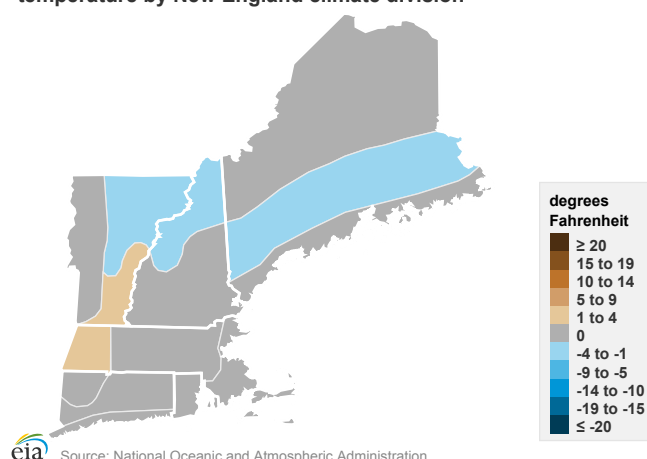 temperature by New England climate division
degrees
Fahrenheit
≥ 20
15 to 19
10 to 14
5 to 9
1 to 4
0
-4 to -1
-9 to -5
-14 to -10
-19 to -15
≤ -20
eia
Source: National Oceanic and Atmospheric Administration